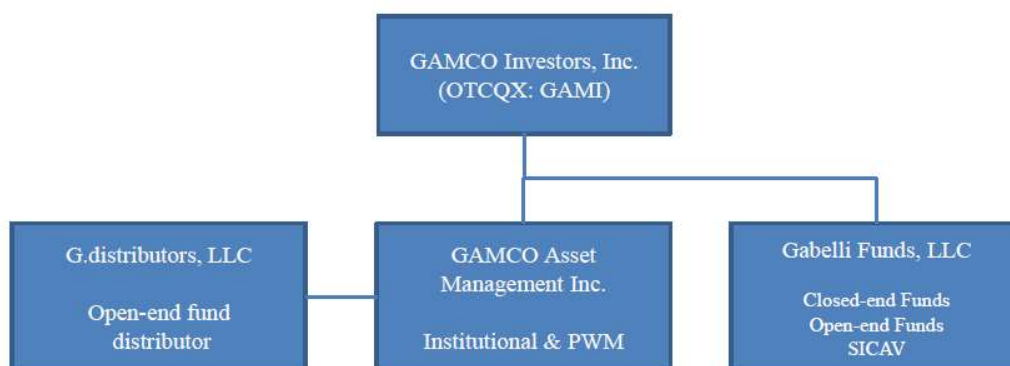 GAMCO Investors, Inc.
(OTCQX: GAMI)
G.distributors, LLC
Open-end fund
distributor
GAMCO Asset
Management Inc.
Institutional & PWM
Gabelli Funds, LLC
Closed-end Funds
Open-end Funds
SICAV